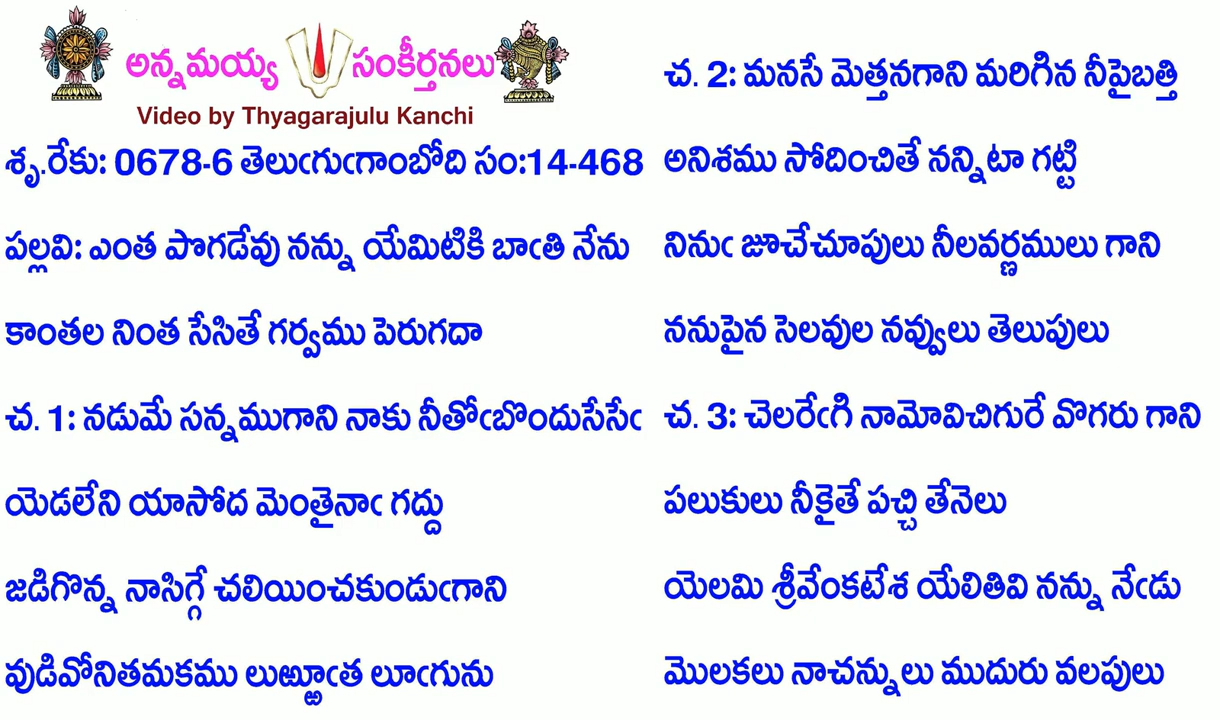 అన్నమయ్య సంకీర్తనలు
Video by Thyagarajulu Kanchi
శృ.రేకు: 0678-6 తెలుఁగుఁగాంబోది సం:14-468
పల్లవి: ఎంత పొగడేవు నన్ను యేమిటికి బాఁతి నేను
కాంతల నింత సేసితే గర్వము పెరుగదా
చ. 1: నడుమే సన్నముగాని నాకు నీతోఁబొందుసేసేఁ
యెడలేని యాసోద మెంతైనాఁ గద్దు
జడిగొన్న నాసిగ్గే చలియించకుండుఁగాని
వుడివోనితమకము లుఱ్ఱూఁత లూఁగును
చ. 2: మనసే మెత్తనగాని మరిగిన నీపైబత్తి
అనిశము సోదించితే నన్నిటా గట్టి
నినుఁ జూచేచూపులు నీలవర్ణములు గాని
ననుపైన సెలవుల నవ్వులు తెలుపులు
చ. 3: చెలరేఁగి నామోవిచిగురే వొగరు గాని
పలుకులు నీకైతే పచ్చి తేనెలు
యెలమి శ్రీవేంకటేశ యేలితివి నన్ను నేఁడు
మొలకలు నాచన్నులు ముదురు వలపులు